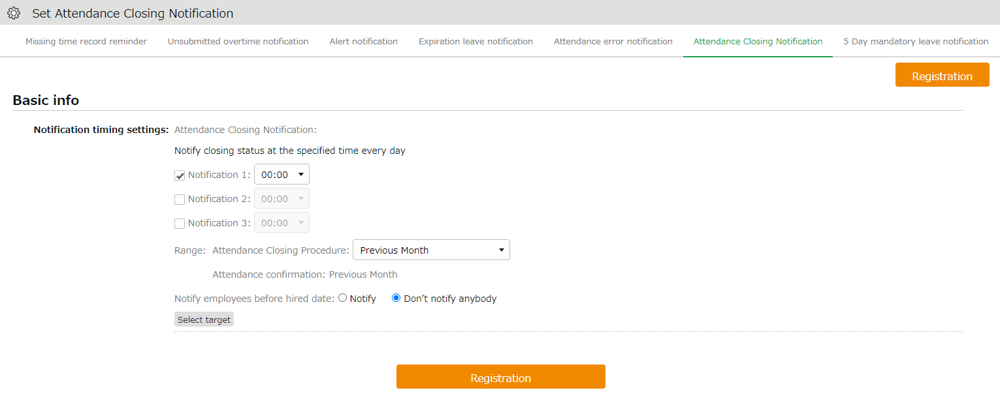 Set Attendance Closing Notification
Missing time record reminder Unsubmitted overtime notification Alert notification Expiration leave notification Attendance error notification Attendance Closing Notification 5 Day mandatory leave notification
Registration
Basic info
Notification timing settings: Attendance Closing Notification:
Notify closing status at the specified time every day
Notification 1: 00:00
Notification 2: 00:00
Notification 3: 00:00
Range: Attendance Closing Procedure: Previous Month
Attendance confirmation: Previous Month
Notify employees before hired date: Notify Don’t notify anybody
Select target
Registration